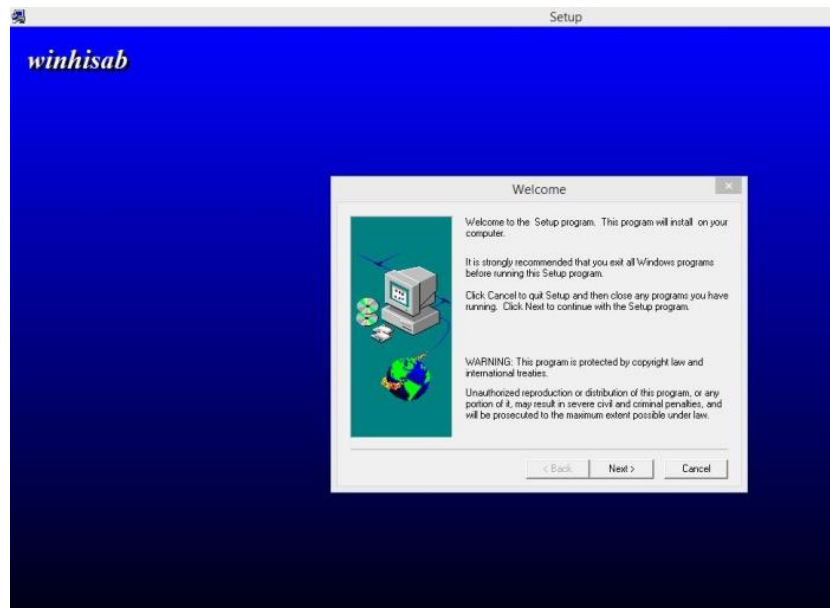 Setup
winhisab
Welcome
Welcome to the Setup program. This program will install on your
computer.
It is strongly recommended that you exit all Windows programs
before running this Setup program.
Click Cancel to quit Setup and then close any programs you have
running. Click Next to continue with the Setup program.
WARNING: This program is protected by copyright law and
international treaties.
Unauthorized reproduction or distribution of this program, or any
portion of it, may result in severe civil and criminal penalties, and
will be prosecuted to the maximum extent possible under law.
< Back Next > Cancel